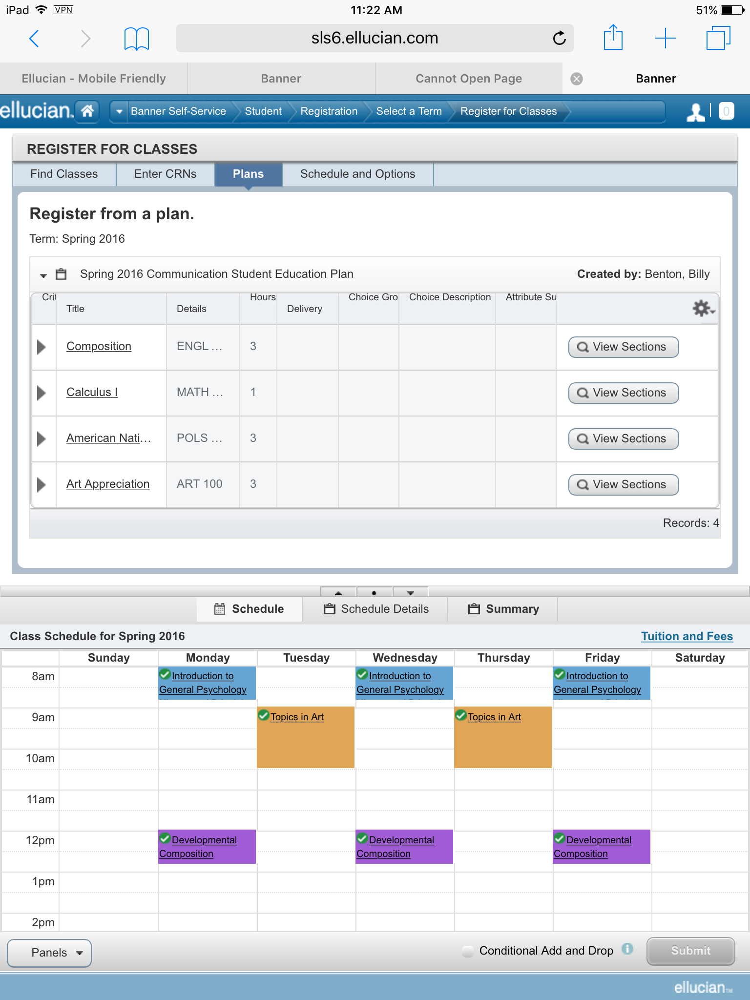 iPad VPN 11:22 AM 51%
sls6.ellucian.com
Ellucian - Mobile Friendly Banner Cannot Open Page Banner
ellucian. Banner Self-Service Student Registration Select a Term Register for Classes 0
REGISTER FOR CLASSES
Find Classes Enter CRNs Plans Schedule and Options
Register from a plan.
Term: Spring 2016
Spring 2016 Communication Student Education Plan Created by: Benton, Billy
Crit Title Details Hours Delivery Choice Gro Choice Description Attribute Su
Composition ENGL ... 3 View Sections
Calculus I MATH ... 1 View Sections
American Nati... POLS ... 3 View Sections
Art Appreciation ART 100 3 View Sections
Records: 4
Schedule Schedule Details Summary
Class Schedule for Spring 2016 Tuition and Fees
Sunday Monday Tuesday Wednesday Thursday Friday Saturday
8am Introduction to Introduction to Introduction to
General Psychology General Psychology General Psychology
9am Topics in Art Topics in Art
10am
11am
12pm Developmental Developmental Developmental
Composition Composition Composition
1pm
2pm
Panels Conditional Add and Drop i Submit
ellucian™